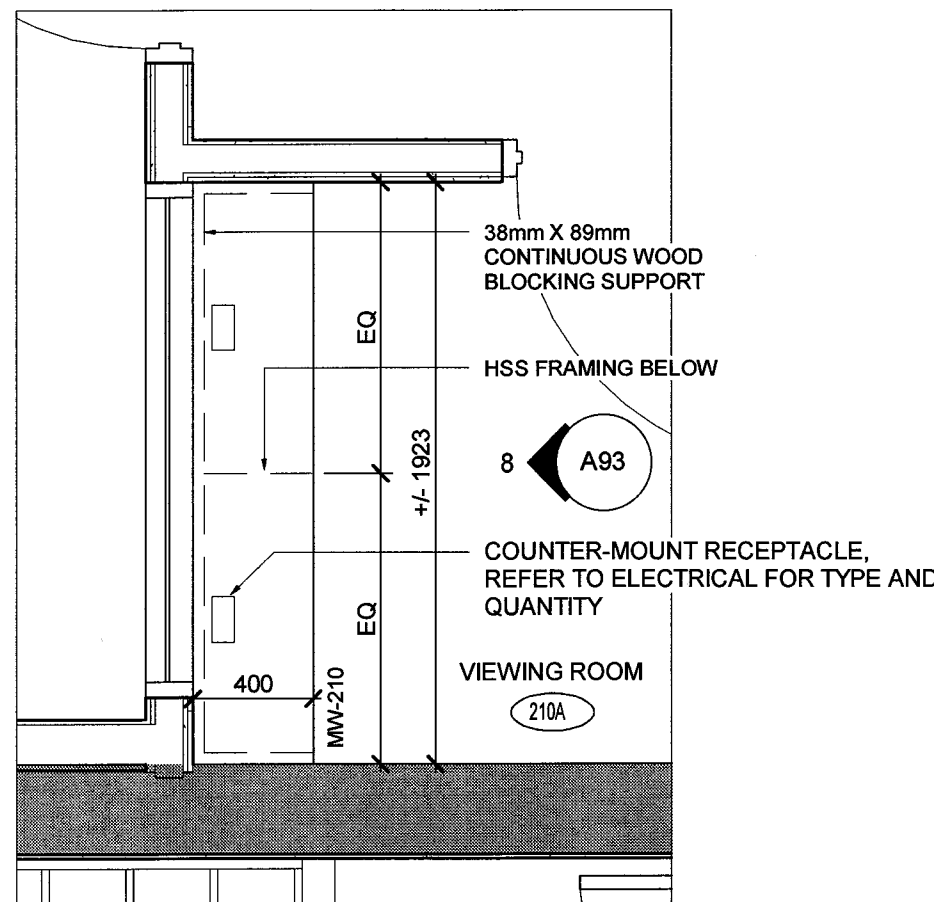 38mm X 89mm
CONTINUOUS WOOD
BLOCKING SUPPORT
EQ
HSS FRAMING BELOW
+/- 1923
8
A93
COUNTER-MOUNT RECEPTACLE,
REFER TO ELECTRICAL FOR TYPE AND
QUANTITY
EQ
VIEWING ROOM
210A
400
MW-210